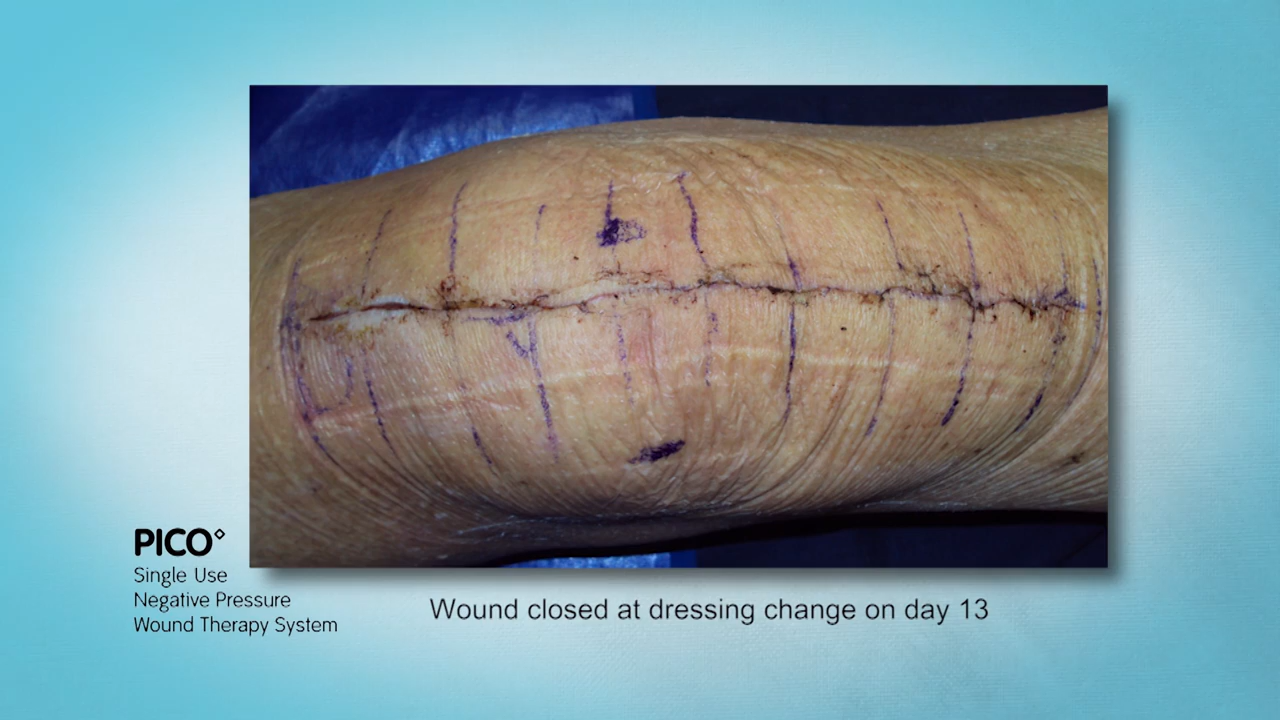 PICO◊
Single Use
Negative Pressure
Wound Therapy System
Wound closed at dressing change on day 13